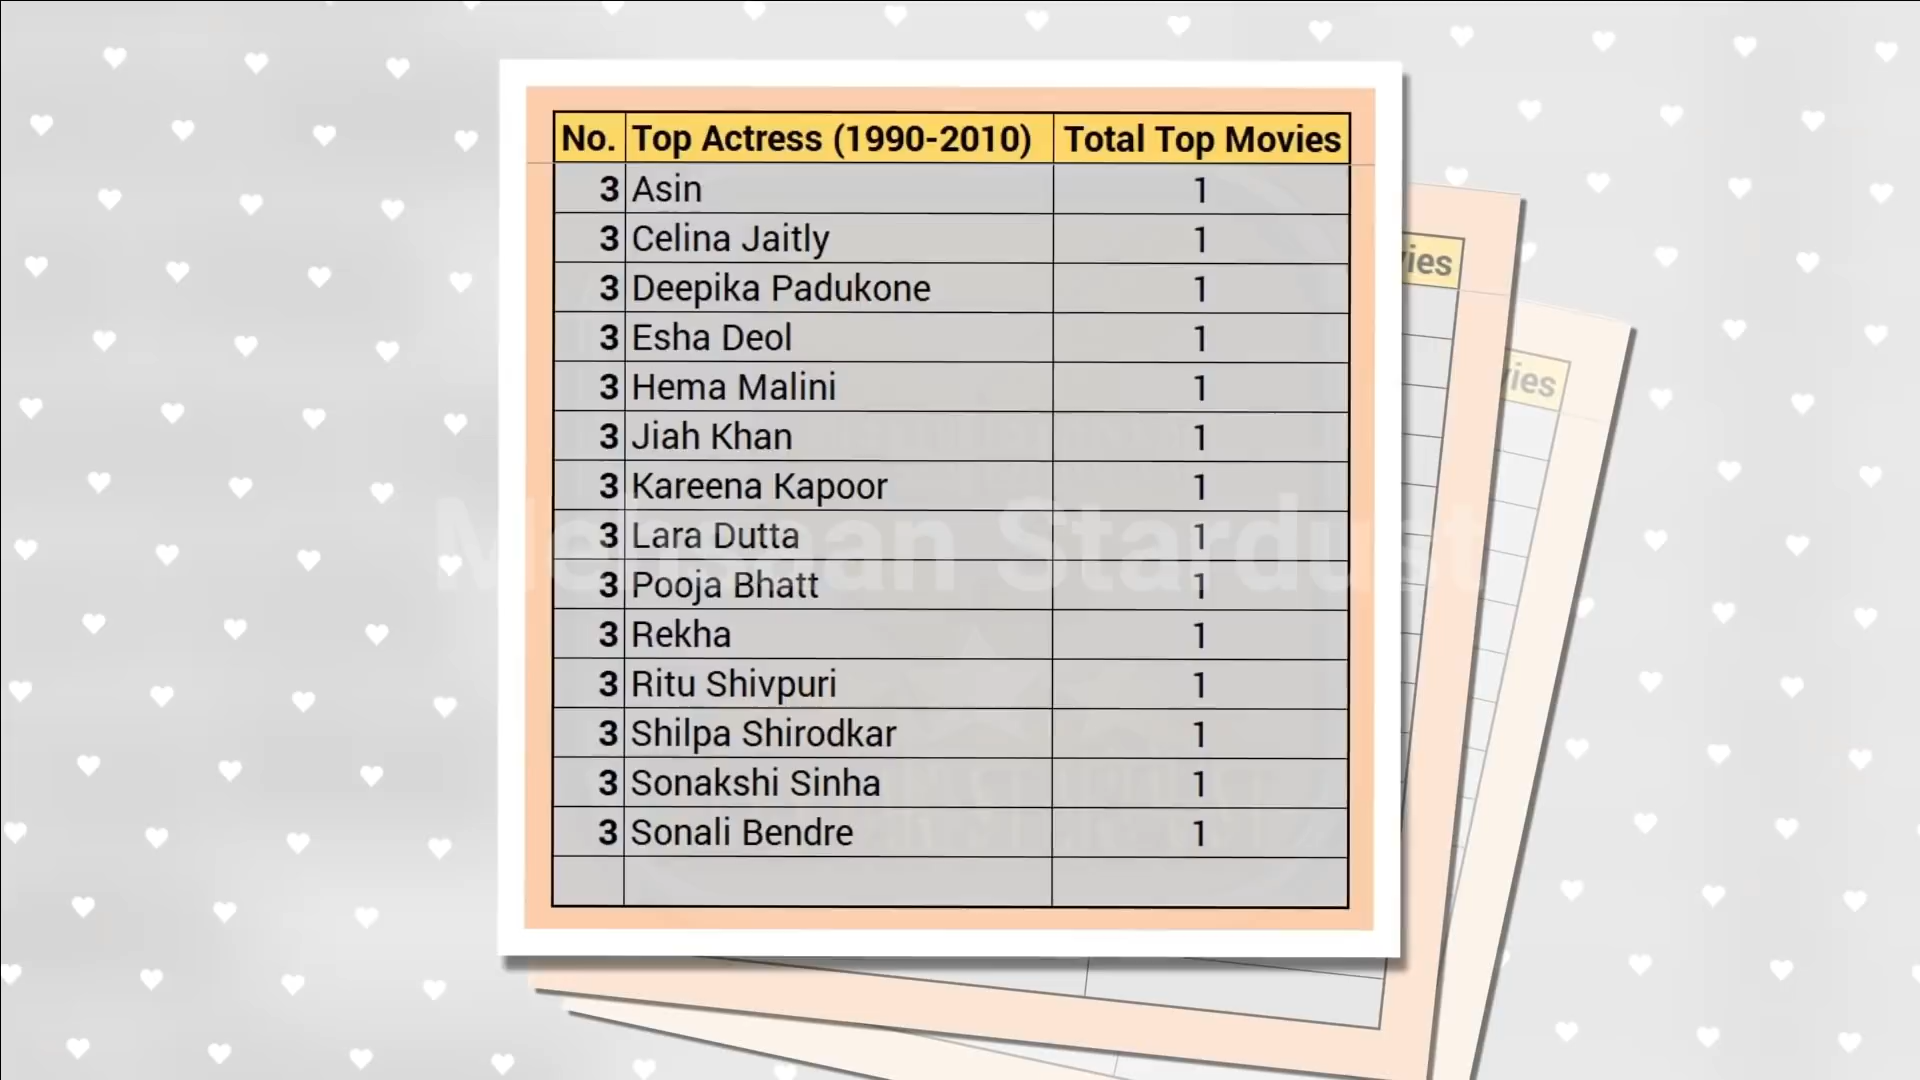 No. Top Actress (1990-2010) Total Top Movies
3 Asin 1
3 Celina Jaitly 1
3 Deepika Padukone 1
3 Esha Deol 1
3 Hema Malini 1
3 Jiah Khan 1
3 Kareena Kapoor 1
3 Lara Dutta 1
3 Pooja Bhatt 1
3 Rekha 1
3 Ritu Shivpuri 1
3 Shilpa Shirodkar 1
3 Sonakshi Sinha 1
3 Sonali Bendre 1
Stardust